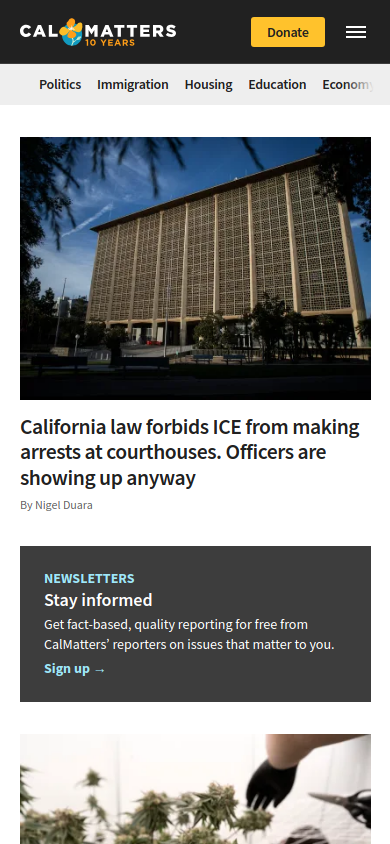 CALMATTERS
10 YEARS
Donate
Politics Immigration Housing Education Economy
California law forbids ICE from making
arrests at courthouses. Officers are
showing up anyway
By Nigel Duara
NEWSLETTERS
Stay informed
Get fact-based, quality reporting for free from
CalMatters’ reporters on issues that matter to you.
Sign up →